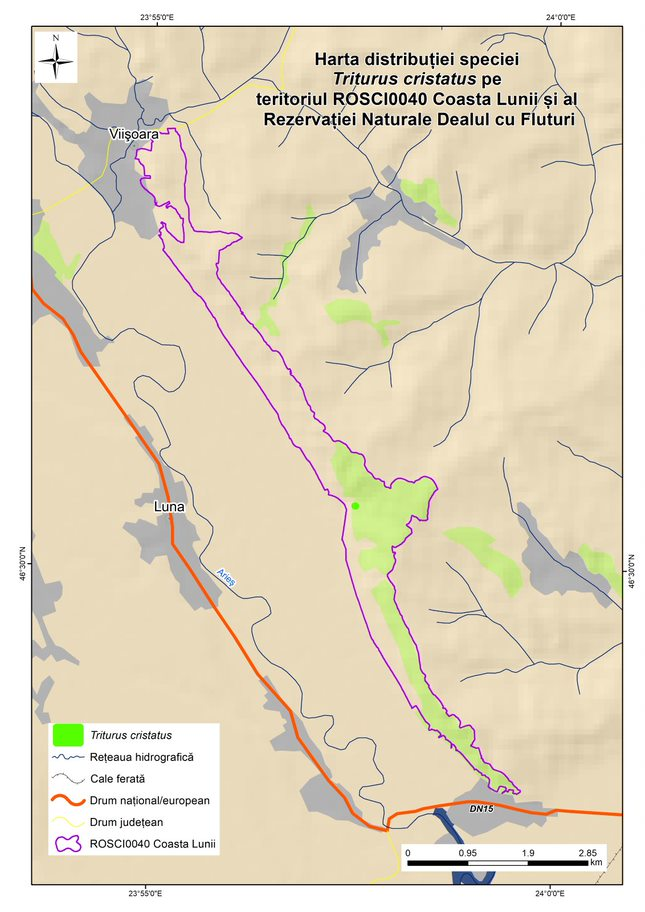 23°55'0"E
24°0'0"E
N
Harta distribuției speciei
Triturus cristatus pe
teritoriul ROSCI0040 Coasta Lunii și al
Rezervației Naturale Dealul cu Fluturi
Viișoara
Luna
Arieș
46°30'0"N
46°30'0"N
Triturus cristatus
Rețeaua hidrografică
Cale ferată
Drum național/european
Drum județean
ROSCI0040 Coasta Lunii
DN15
0 0.95 1.9 2.85
km
23°55'0"E
24°0'0"E